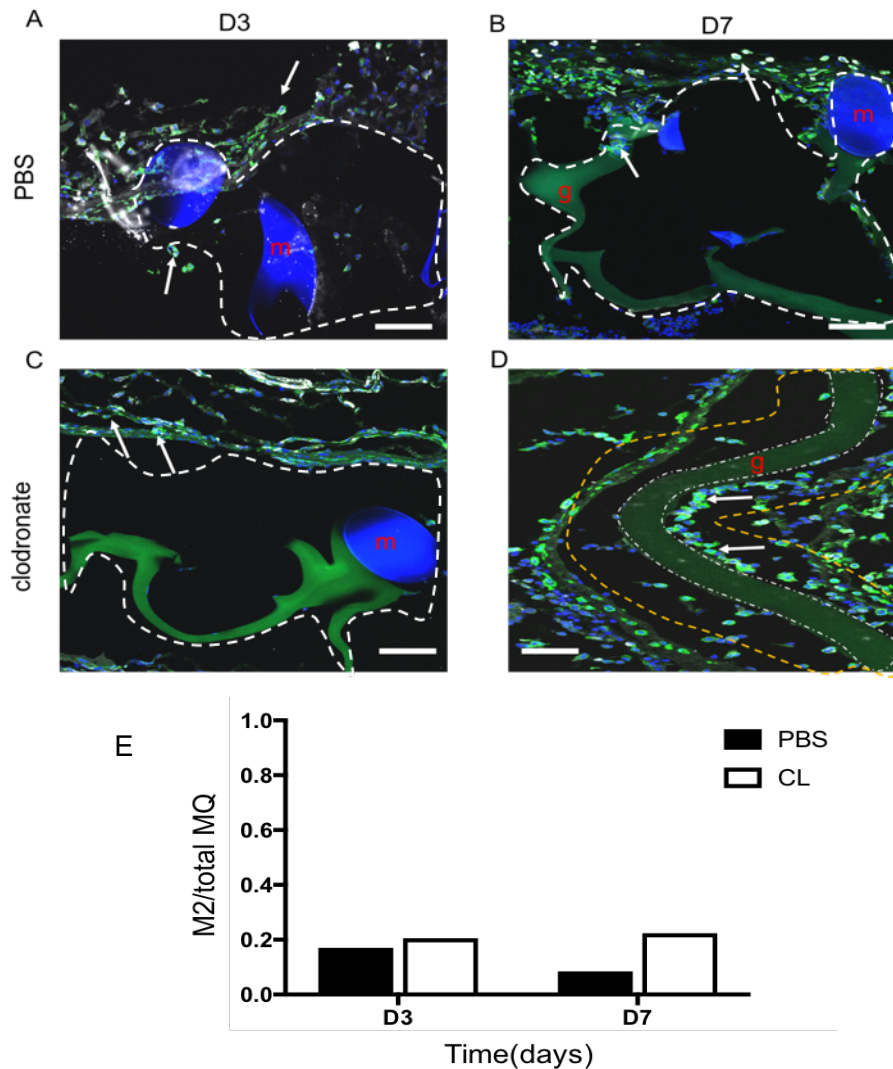 A
D3
B
D7
PBS
m
g
m
C
D
clodronate
m
g
E
1.0
0.8
0.6
0.4
0.2
0.0
M2/total MQ
PBS
CL
D3
D7
Time(days)